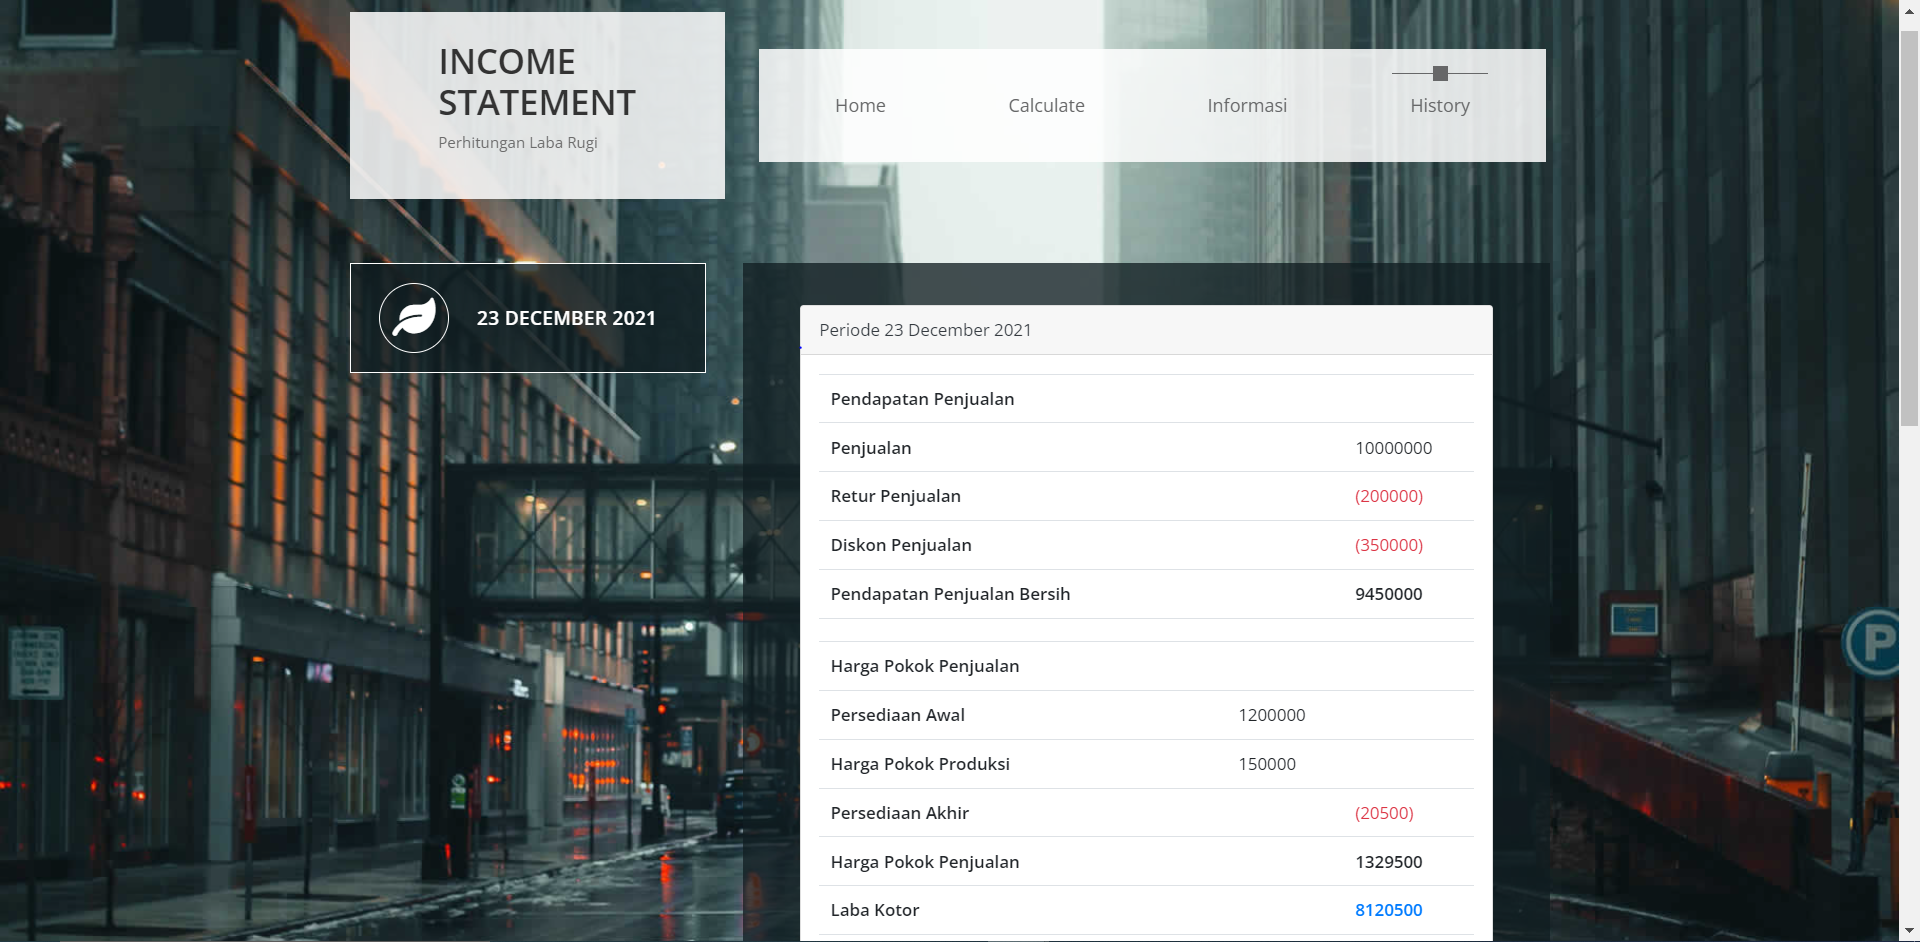 INCOME
STATEMENT
Perhitungan Laba Rugi
Home Calculate Informasi History
23 DECEMBER 2021
Periode 23 December 2021
Pendapatan Penjualan
Penjualan 10000000
Retur Penjualan (200000)
Diskon Penjualan (350000)
Pendapatan Penjualan Bersih 9450000
Harga Pokok Penjualan
Persediaan Awal 1200000
Harga Pokok Produksi 150000
Persediaan Akhir (20500)
Harga Pokok Penjualan 1329500
Laba Kotor 8120500
P